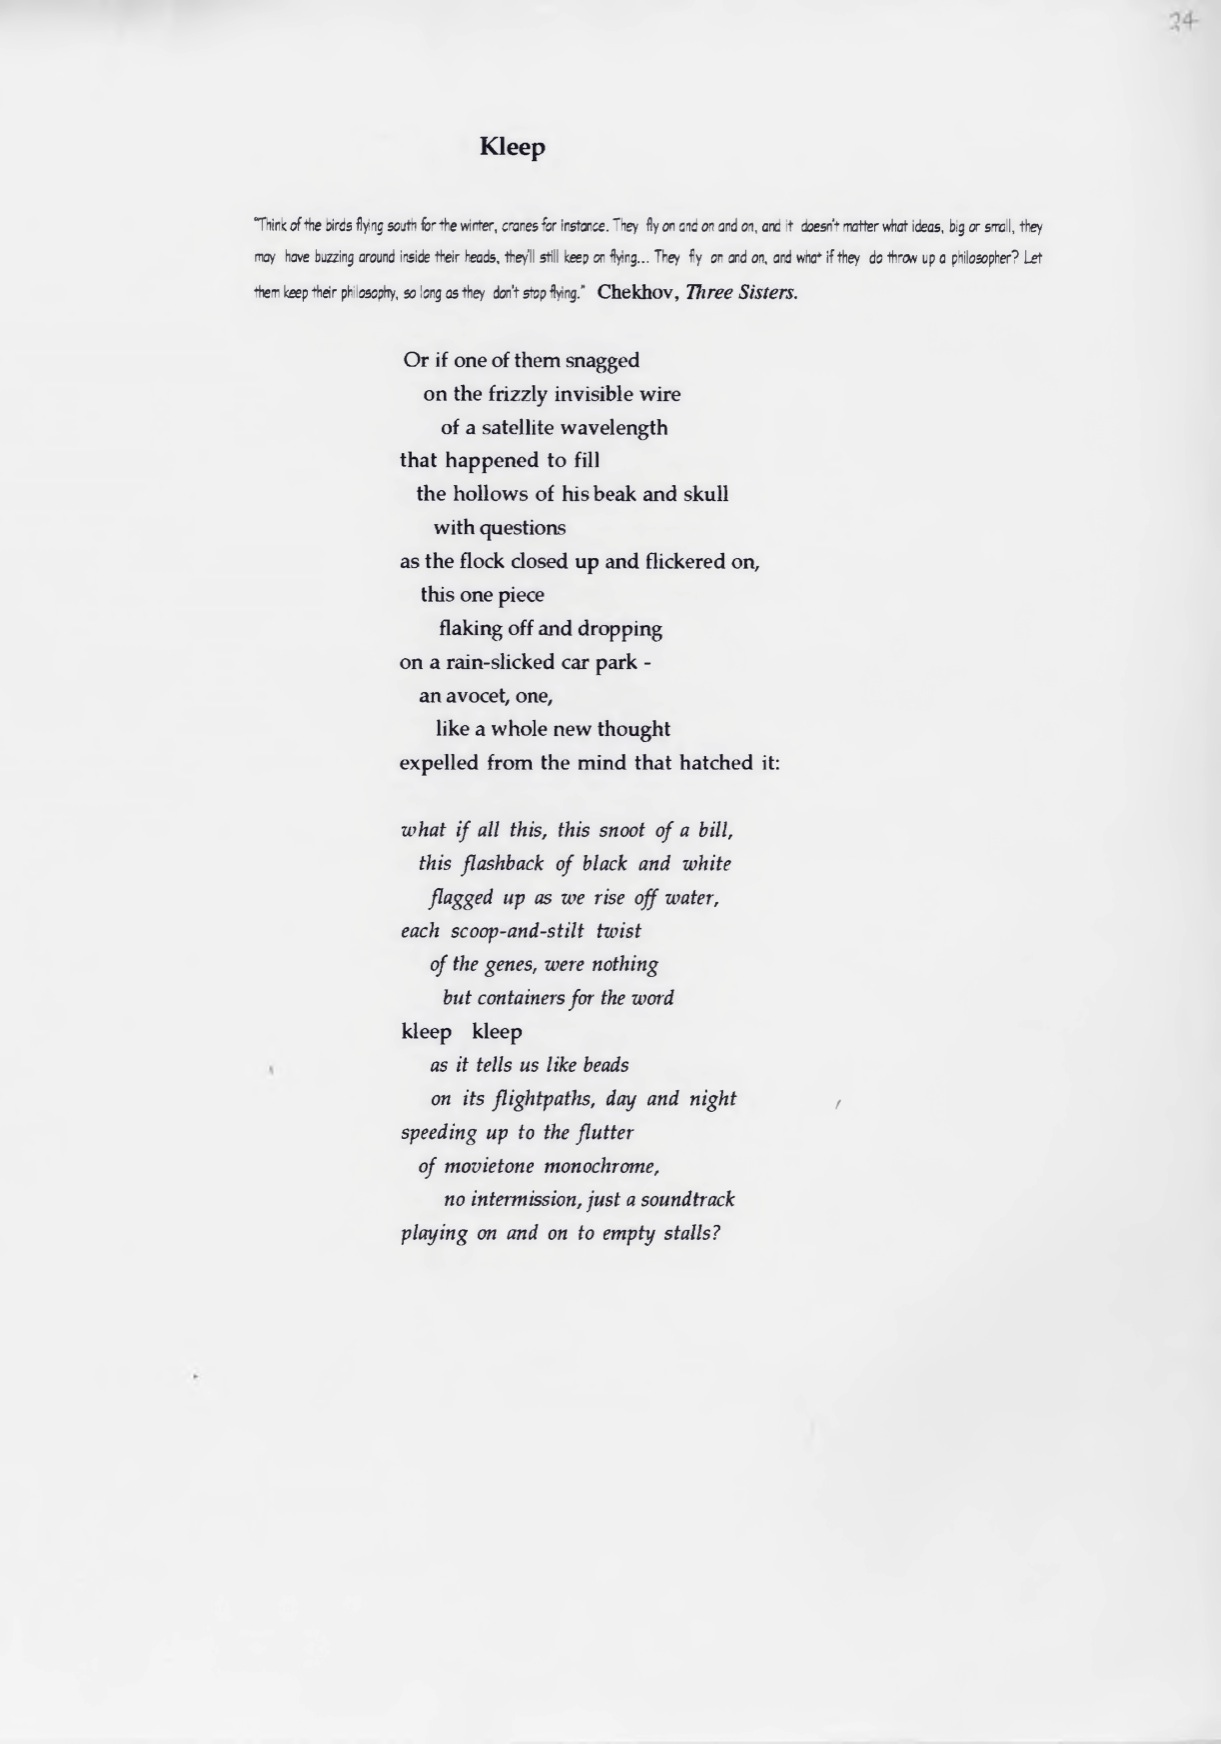 24
Kleep
"Think of the birds flying south for the winter, cranes for instance. They fly on and on and on, and it doesn't matter what ideas, big or small, they
may have buzzing around inside their heads, they'll still keep on flying... They fly on and on, and what if they do throw up a philosopher? Let
them keep their philosophy, so long as they don't stop flying." Chekhov, Three Sisters.
Or if one of them snagged
on the frizzly invisible wire
of a satellite wavelength
that happened to fill
the hollows of his beak and skull
with questions
as the flock closed up and flickered on,
this one piece
flaking off and dropping
on a rain-slicked car park -
an avocet, one,
like a whole new thought
expelled from the mind that hatched it:
what if all this, this snoot of a bill,
this flashback of black and white
flagged up as we rise off water,
each scoop-and-stilt twist
of the genes, were nothing
but containers for the word
kleep kleep
as it tells us like beads
on its flightpaths, day and night
speeding up to the flutter
of movietone monochrome,
no intermission, just a soundtrack
playing on and on to empty stalls?